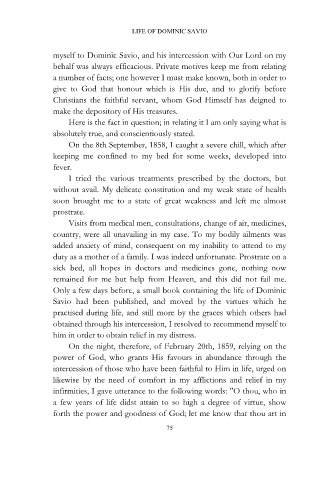 LIFE OF DOMINIC SAVIO
myself to Dominic Savio, and his intercession with Our Lord on my
behalf was always efficacious. Private motives keep me from relating
a number of facts; one however I must make known, both in order to
give to God that honour which is His due, and to glorify before
Christians the faithful servant, whom God Himself has deigned to
make the depository of His treasures.
Here is the fact in question; in relating it I am only saying what is
absolutely true, and conscientiously stated.
On the 8th September, 1858, I caught a severe chill, which after
keeping me confined to my bed for some weeks, developed into
fever.
I tried the various treatments prescribed by the doctors, but
without avail. My delicate constitution and my weak state of health
soon brought me to a state of great weakness and left me almost
prostrate.
Visits from medical men, consultations, change of air, medicines,
country, were all unavailing in my case. To my bodily ailments was
added anxiety of mind, consequent on my inability to attend to my
duty as a mother of a family. I was indeed unfortunate. Prostrate on a
sick bed, all hopes in doctors and medicines gone, nothing now
remained for me but help from Heaven, and this did not fail me.
Only a few days before, a small book containing the life of Dominic
Savio had been published, and moved by the virtues which he
practised during life, and still more by the graces which others had
obtained through his intercession, I resolved to recommend myself to
him in order to obtain relief in my distress.
On the night, therefore, of February 20th, 1859, relying on the
power of God, who grants His favours in abundance through the
intercession of those who have been faithful to Him in life, urged on
likewise by the need of comfort in my afflictions and relief in my
infirmities, I gave utterance to the following words: "O thou, who in
a few years of life didst attain to so high a degree of virtue, show
forth the power and goodness of God; let me know that thou art in
75